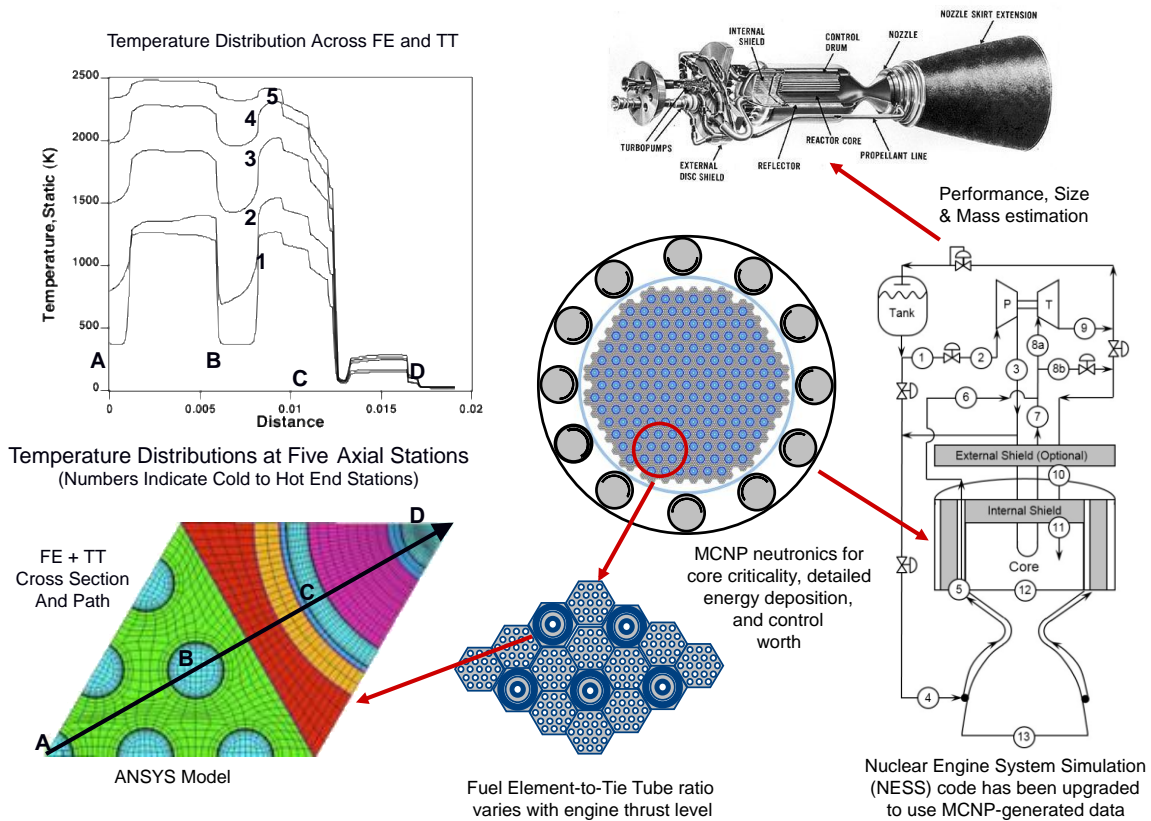 Temperature Distribution Across FE and TT
2500
2000
1500
1000
500
0
Temperature, Static (K)
0
0.005
0.01
0.015
0.02
Distance
5
4
3
2
1
A
B
C
D
Temperature Distributions at Five Axial Stations
(Numbers Indicate Cold to Hot End Stations)
FE + TT
Cross Section
And Path
D
C
B
A
ANSYS Model
NOZZLE SKIRT EXTENSION
INTERNAL
SHIELD
CONTROL
DRUM
NOZZLE
TURBOPUMPS
EXTERNAL
DISC SHIELD
REFLECTOR
REACTOR CORE
PROPELLANT LINE
Performance, Size
& Mass estimation
MCNP neutronics for
core criticality, detailed
energy deposition,
and control
worth
Fuel Element-to-Tie Tube ratio
varies with engine thrust level
Tank
P
T
9
1
2
3
8a
8b
6
7
External Shield (Optional)
10
Internal Shield
11
Core
5
12
4
13
Nuclear Engine System Simulation
(NESS) code has been upgraded
to use MCNP-generated data